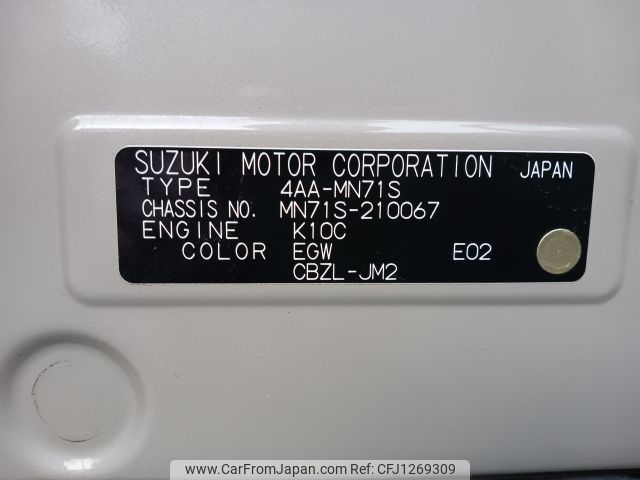 SUZUKI MOTOR CORPORATION JAPAN
TYPE 4AA-MN71S
CHASSIS NO. MN71S-210067
ENGINE K10C
COLOR EGW E02
CBZL-JM2
www.CarFromJapan.com CFJ1269309